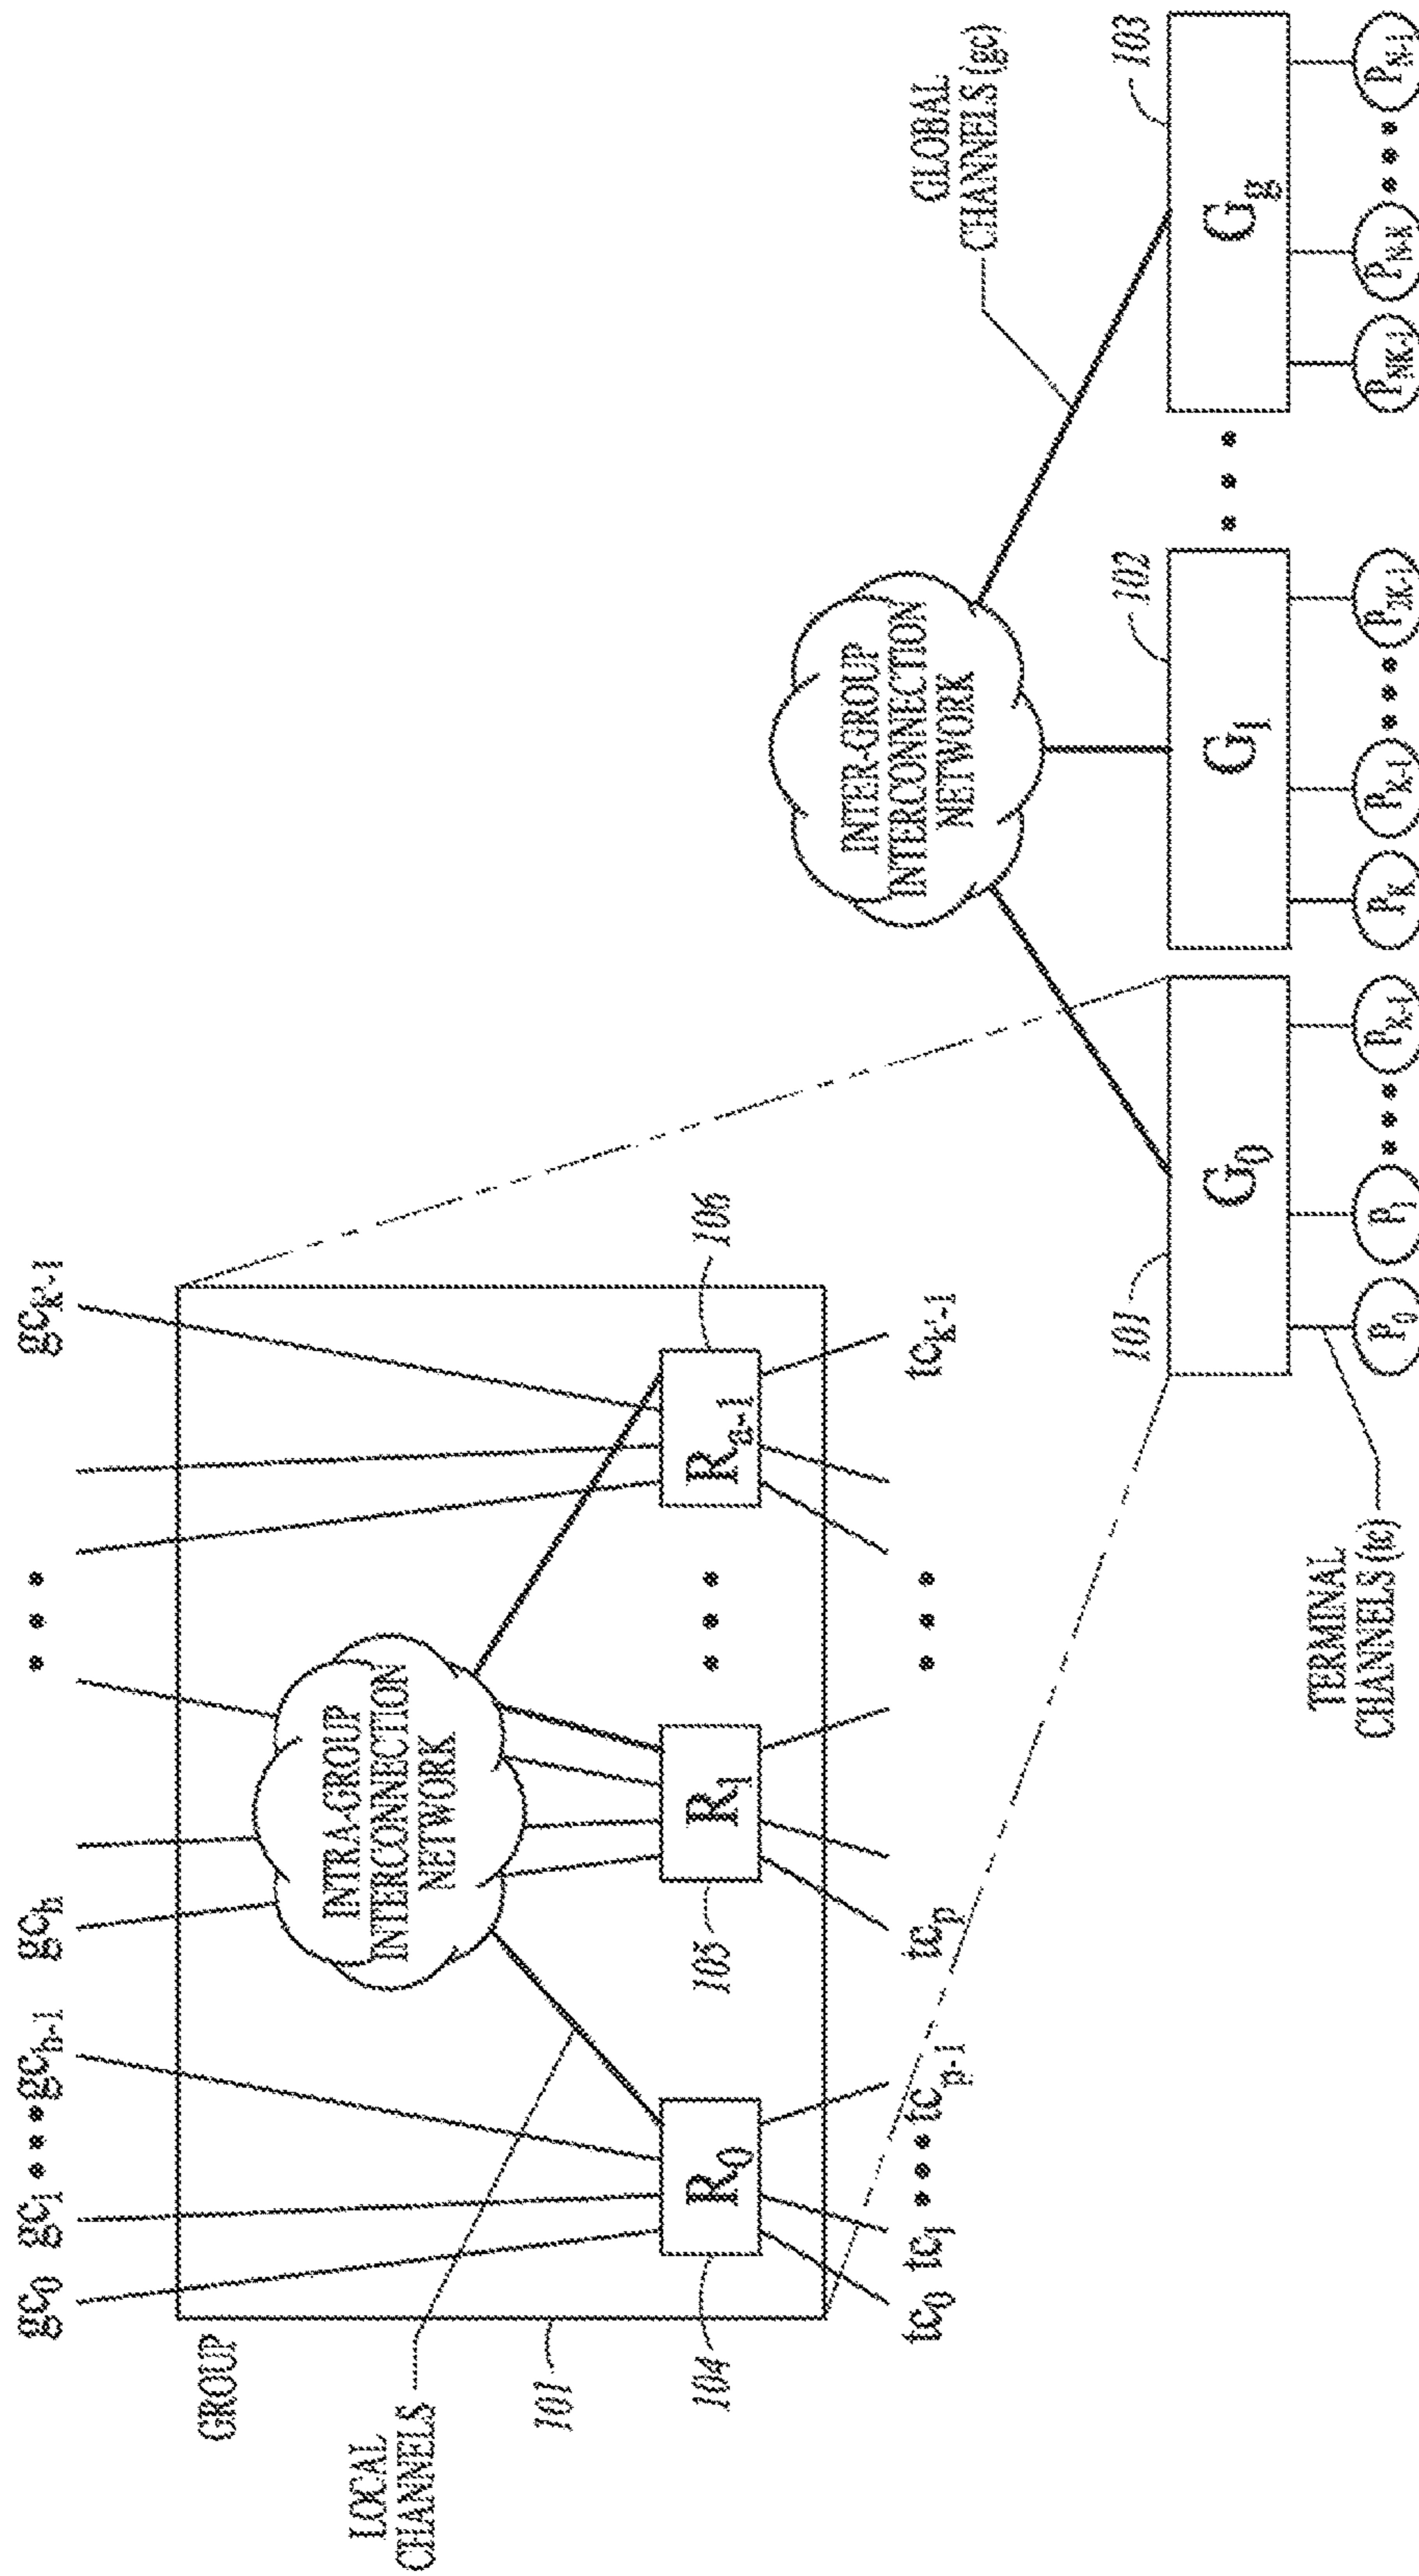 gc0 gc1 gch-1 gch gck'-1
GROUP
LOCAL
CHANNELS
INTRA-GROUP
INTERCONNECTION
NETWORK
101
104
R0
105
R1
Ra-1
106
tc0 tc1 tcp-1 tcp tck'-1
INTER-GROUP
INTERCONNECTION
NETWORK
GLOBAL
CHANNELS (gc)
TERMINAL
CHANNELS (tc)
101
G0
102
G1
103
Gg
P0 P1 PK-1 PK PK-1 PNK-1 PN-K PN-1